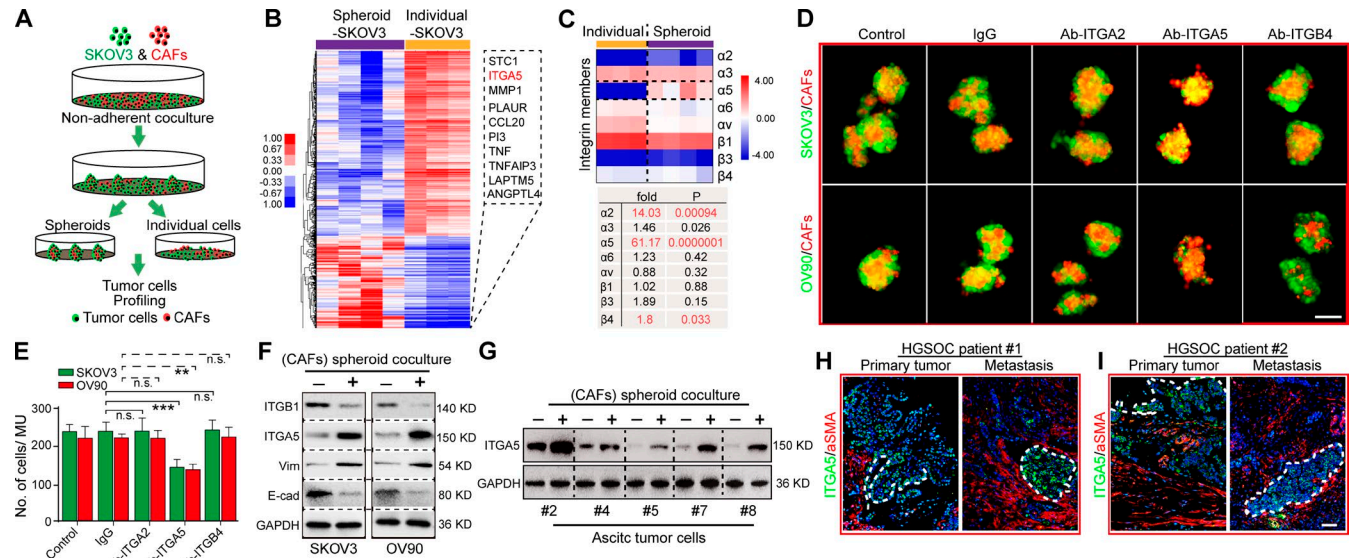 A
SKOV3 & CAFs
Non-adherent coculture
Spheroids
Individual cells
Tumor cells
Profiling
Tumor cells
CAFs
B
Spheroid
-SKOV3
Individual
-SKOV3
1.00
0.67
0.33
0.00
-0.33
-0.67
1.00
STC1
ITGA5
MMP1
PLAUR
CCL20
PI3
TNF
TNFAIP3
LAPTM5
ANGPTL4
C
Individual Spheroid
Integrin members
α2
α3
α5
α6
αv
β1
β3
β4
4.00
0.00
-4.00
fold P
α2 14.03 0.00094
α3 1.46 0.026
α5 61.17 0.0000001
α6 1.23 0.42
αv 0.88 0.32
β1 1.02 0.88
β3 1.89 0.15
β4 1.8 0.033
D
Control IgG Ab-ITGA2 Ab-ITGA5 Ab-ITGB4
SKOV3/CAFs
OV90/CAFs
E
SKOV3
OV90
n.s.
**
n.s.
n.s.
***
n.s.
No. of cells/ MU
300
200
100
0
Control
IgG
-ITGA2
-ITGA5
-ITGB4
F
(CAFs) spheroid coculture
– + – +
ITGB1 140 KD
ITGA5 150 KD
Vim 54 KD
E-cad 80 KD
GAPDH 36 KD
SKOV3 OV90
G
(CAFs) spheroid coculture
– + – + – + – + – +
ITGA5 150 KD
GAPDH 36 KD
#2 #4 #5 #7 #8
Ascitc tumor cells
H
HGSOC patient #1
Primary tumor Metastasis
ITGA5/aSMA
I
HGSOC patient #2
Primary tumor Metastasis
ITGA5/aSMA